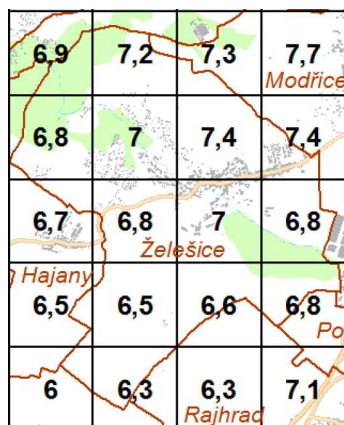 6,9 7,2 7,3 7,7
Modřice
6,8 7 7,4 7,4
6,7 6,8 7 6,8
Želešice
Hajany
6,5 6,5 6,6 6,8
Po
6 6,3 6,3 7,1
Rajhrad